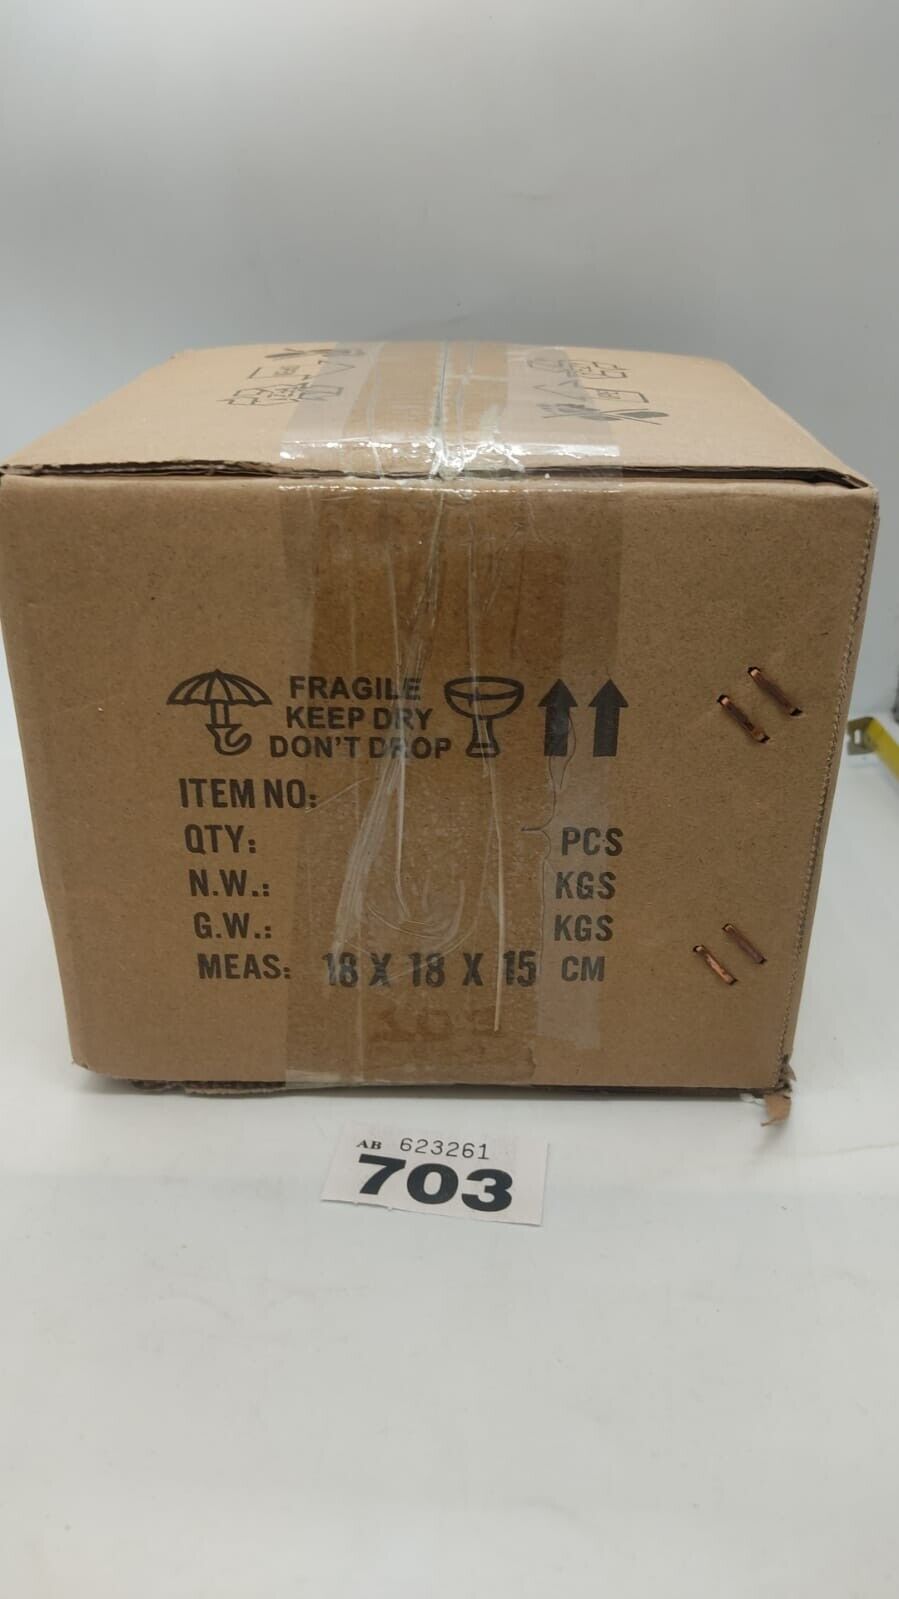 FRAGILE
KEEP DRY
DON'T DROP
ITEM NO:
QTY: PCS
N.W.: KGS
G.W.: KGS
MEAS: 18 X 18 X 15 CM
AB 623261
703